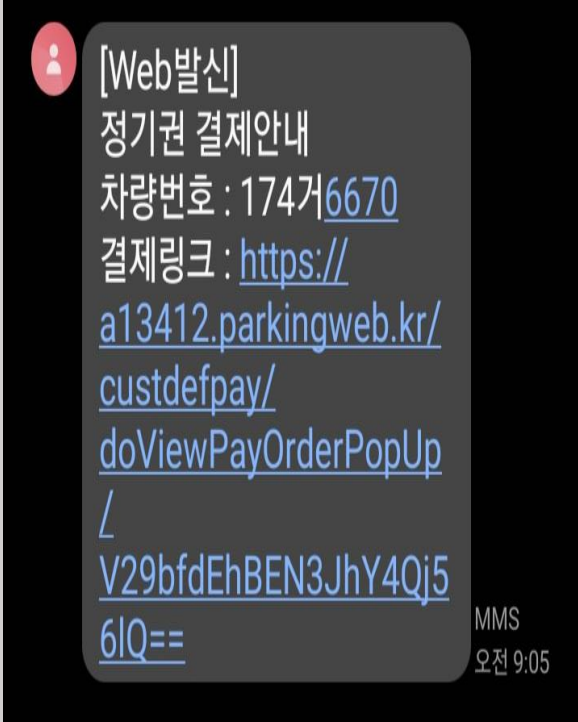 [Web발신]
정기권 결제안내
차량번호 : 174거6670
결제링크 : https://
a13412.parkingweb.kr/
custdefpay/
doViewPayOrderPopUp
/
V29bfdEhBEN3JhY4Qj5
6lQ==
MMS
오전 9:05